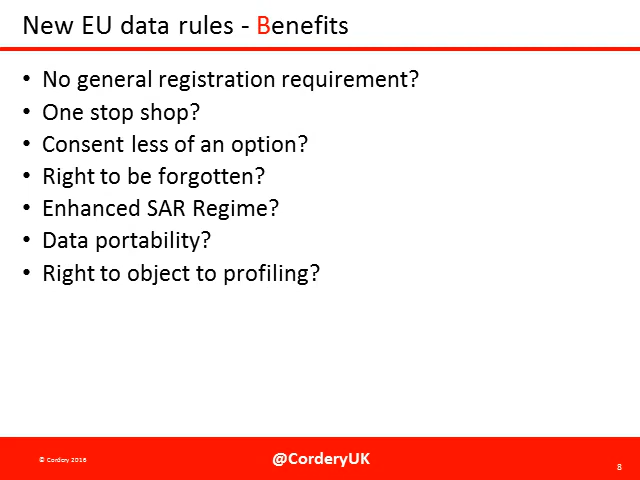 New EU data rules - Benefits
• No general registration requirement?
• One stop shop?
• Consent less of an option?
• Right to be forgotten?
• Enhanced SAR Regime?
• Data portability?
• Right to object to profiling?
© Cordery 2016
@CorderyUK
8